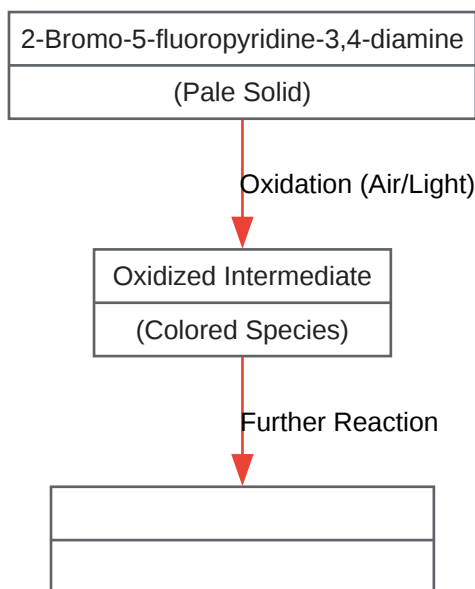 2-Bromo-5-fluoropyridine-3,4-diamine
(Pale Solid)
Oxidation (Air/Light)
Oxidized Intermediate
(Colored Species)
Further Reaction